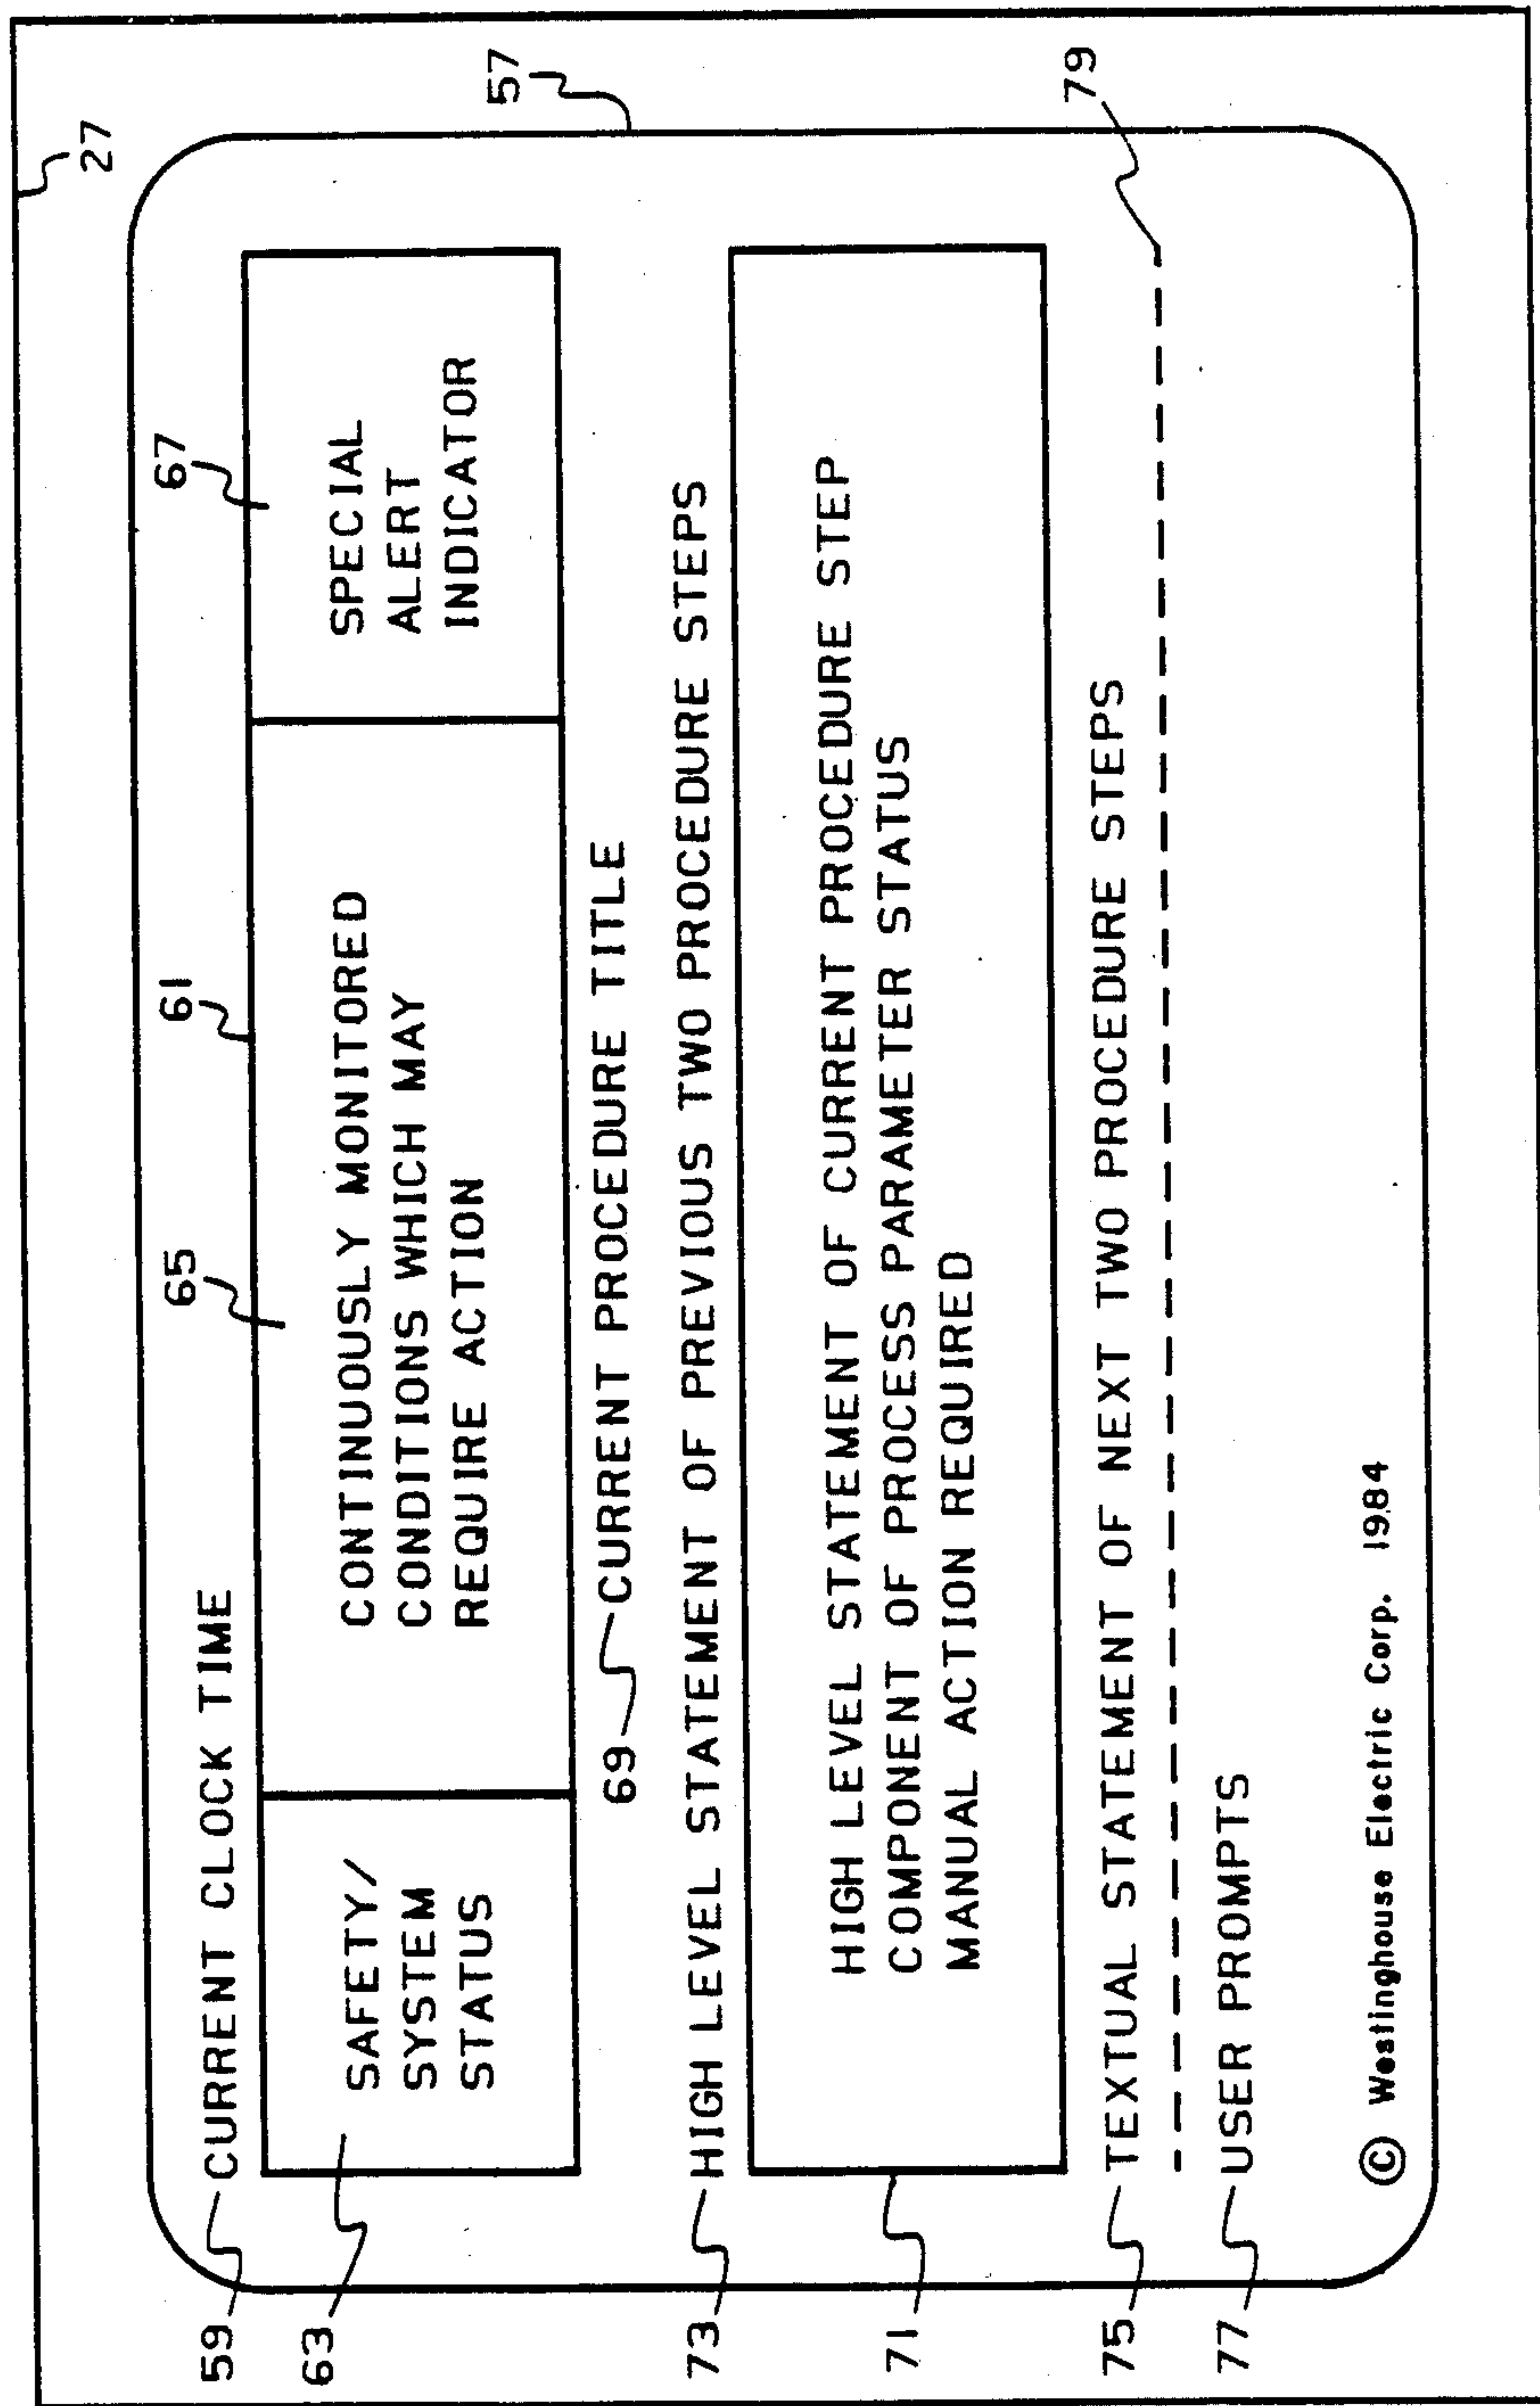 27
57
59 CURRENT CLOCK TIME
61
63
SAFETY/
SYSTEM
STATUS
65
CONTINUOUSLY MONITORED
CONDITIONS WHICH MAY
REQUIRE ACTION
67
SPECIAL
ALERT
INDICATOR
69 CURRENT PROCEDURE TITLE
73 HIGH LEVEL STATEMENT OF PREVIOUS TWO PROCEDURE STEPS
71
HIGH LEVEL STATEMENT OF CURRENT PROCEDURE STEP
COMPONENT OF PROCESS PARAMETER STATUS
MANUAL ACTION REQUIRED
75 TEXTUAL STATEMENT OF NEXT TWO PROCEDURE STEPS
79
77 USER PROMPTS
© Westinghouse Electric Corp. 1984